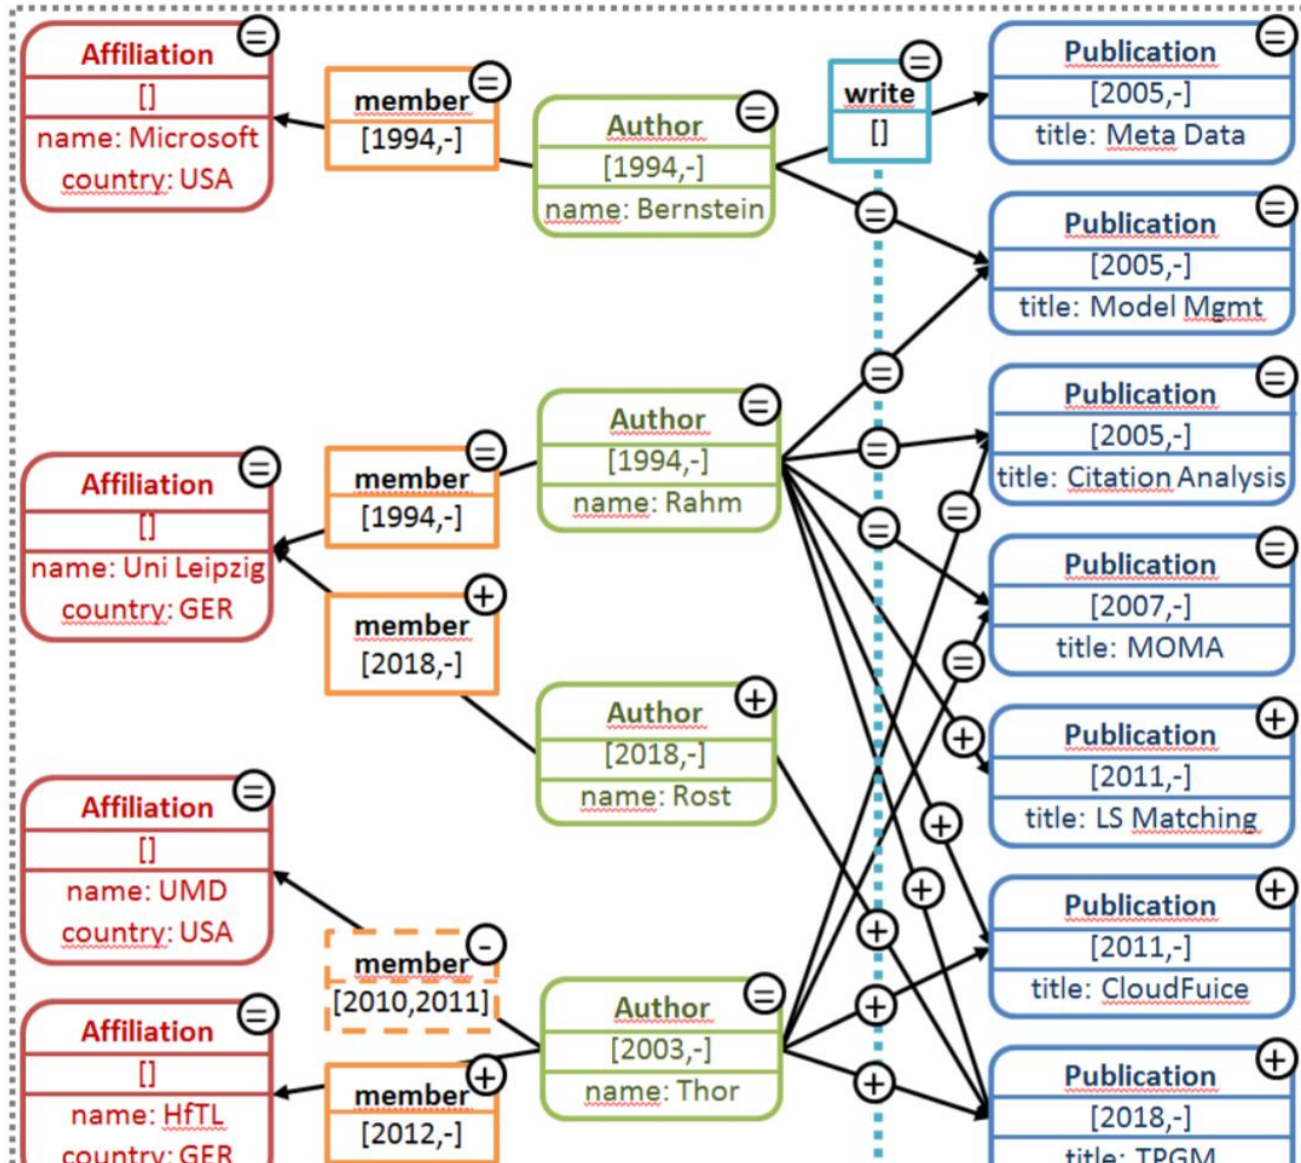 Affiliation
[]
name: Microsoft
country: USA
=
member
[1994,-]
=
Author
[1994,-]
name: Bernstein
=
write
[]
=
Publication
[2005,-]
title: Meta Data
=
=
Publication
[2005,-]
title: Model Mgmt
=
=
Publication
[2005,-]
title: Citation Analysis
=
Author
[1994,-]
name: Rahm
=
member
[1994,-]
=
Affiliation
[]
name: Uni Leipzig
country: GER
=
=
=
=
Publication
[2007,-]
title: MOMA
=
member
[2018,-]
+
=
Author
[2018,-]
name: Rost
+
Publication
[2011,-]
title: LS Matching
+
+
Affiliation
[]
name: UMD
country: USA
=
+
+
member
[2010,2011]
-
+
Publication
[2011,-]
title: CloudFuice
+
Author
[2003,-]
name: Thor
=
+
Affiliation
[]
name: HfTL
country: GER
=
member
[2012,-]
+
+
Publication
[2018,-]
title: TPGM
+